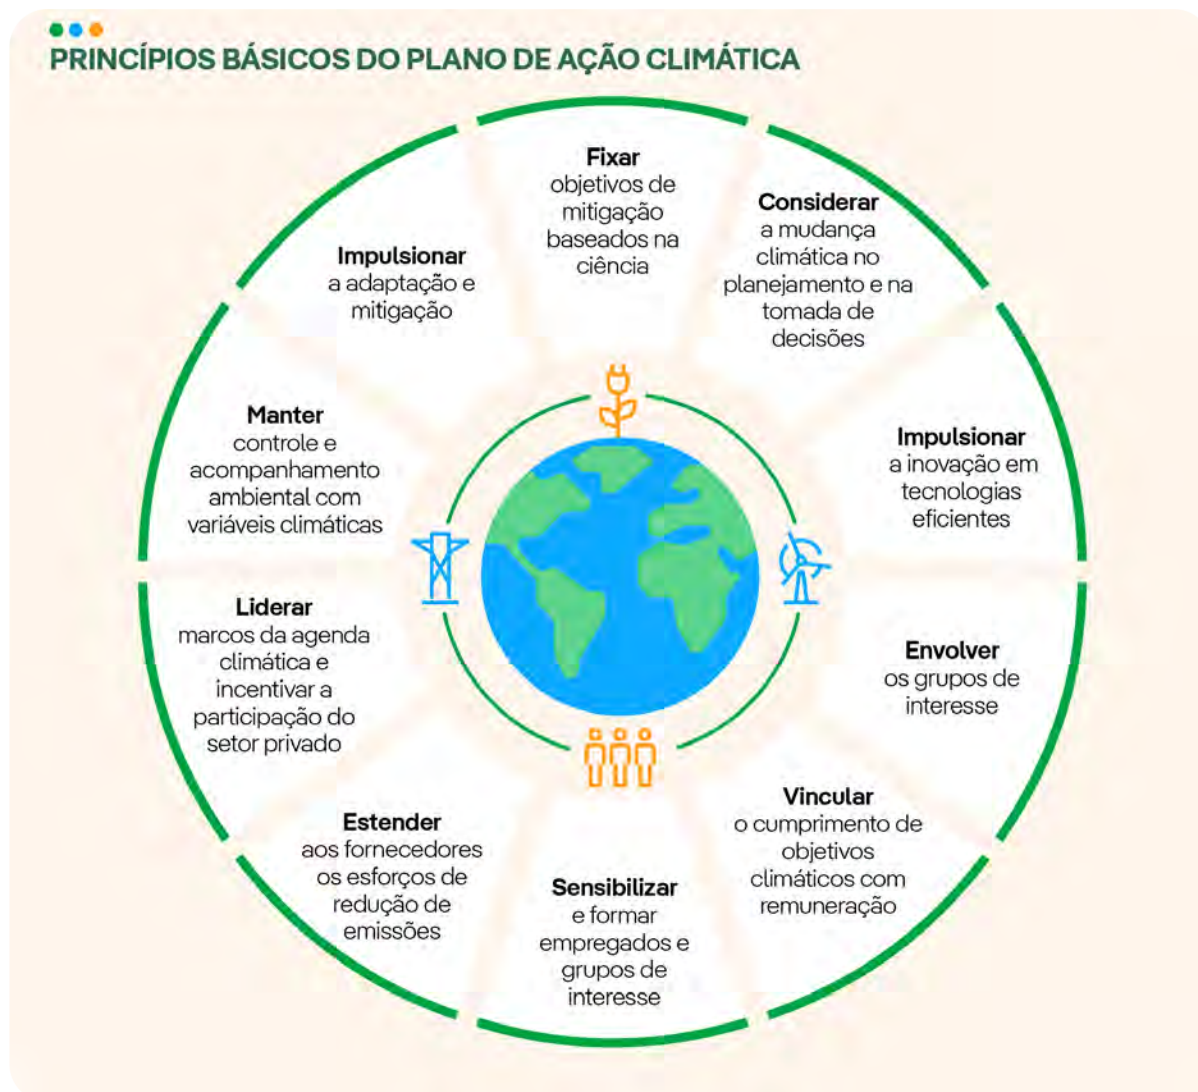 PRINCÍPIOS BÁSICOS DO PLANO DE AÇÃO CLIMÁTICA
Fixar
objetivos de
mitigação
baseados na
ciência
Considerar
a mudança
climática no
planejamento e na
tomada de
decisões
Impulsionar
a inovação em
tecnologias
eficientes
Envolver
os grupos de
interesse
Vincular
o cumprimento de
objetivos
climáticos com
remuneração
Sensibilizar
e formar
empregados e
grupos de
interesse
Estender
aos fornecedores
os esforços de
redução de
emissões
Liderar
marcos da agenda
climática e
incentivar a
participação do
setor privado
Manter
controle e
acompanhamento
ambiental com
variáveis climáticas
Impulsionar
a adaptação e
mitigação